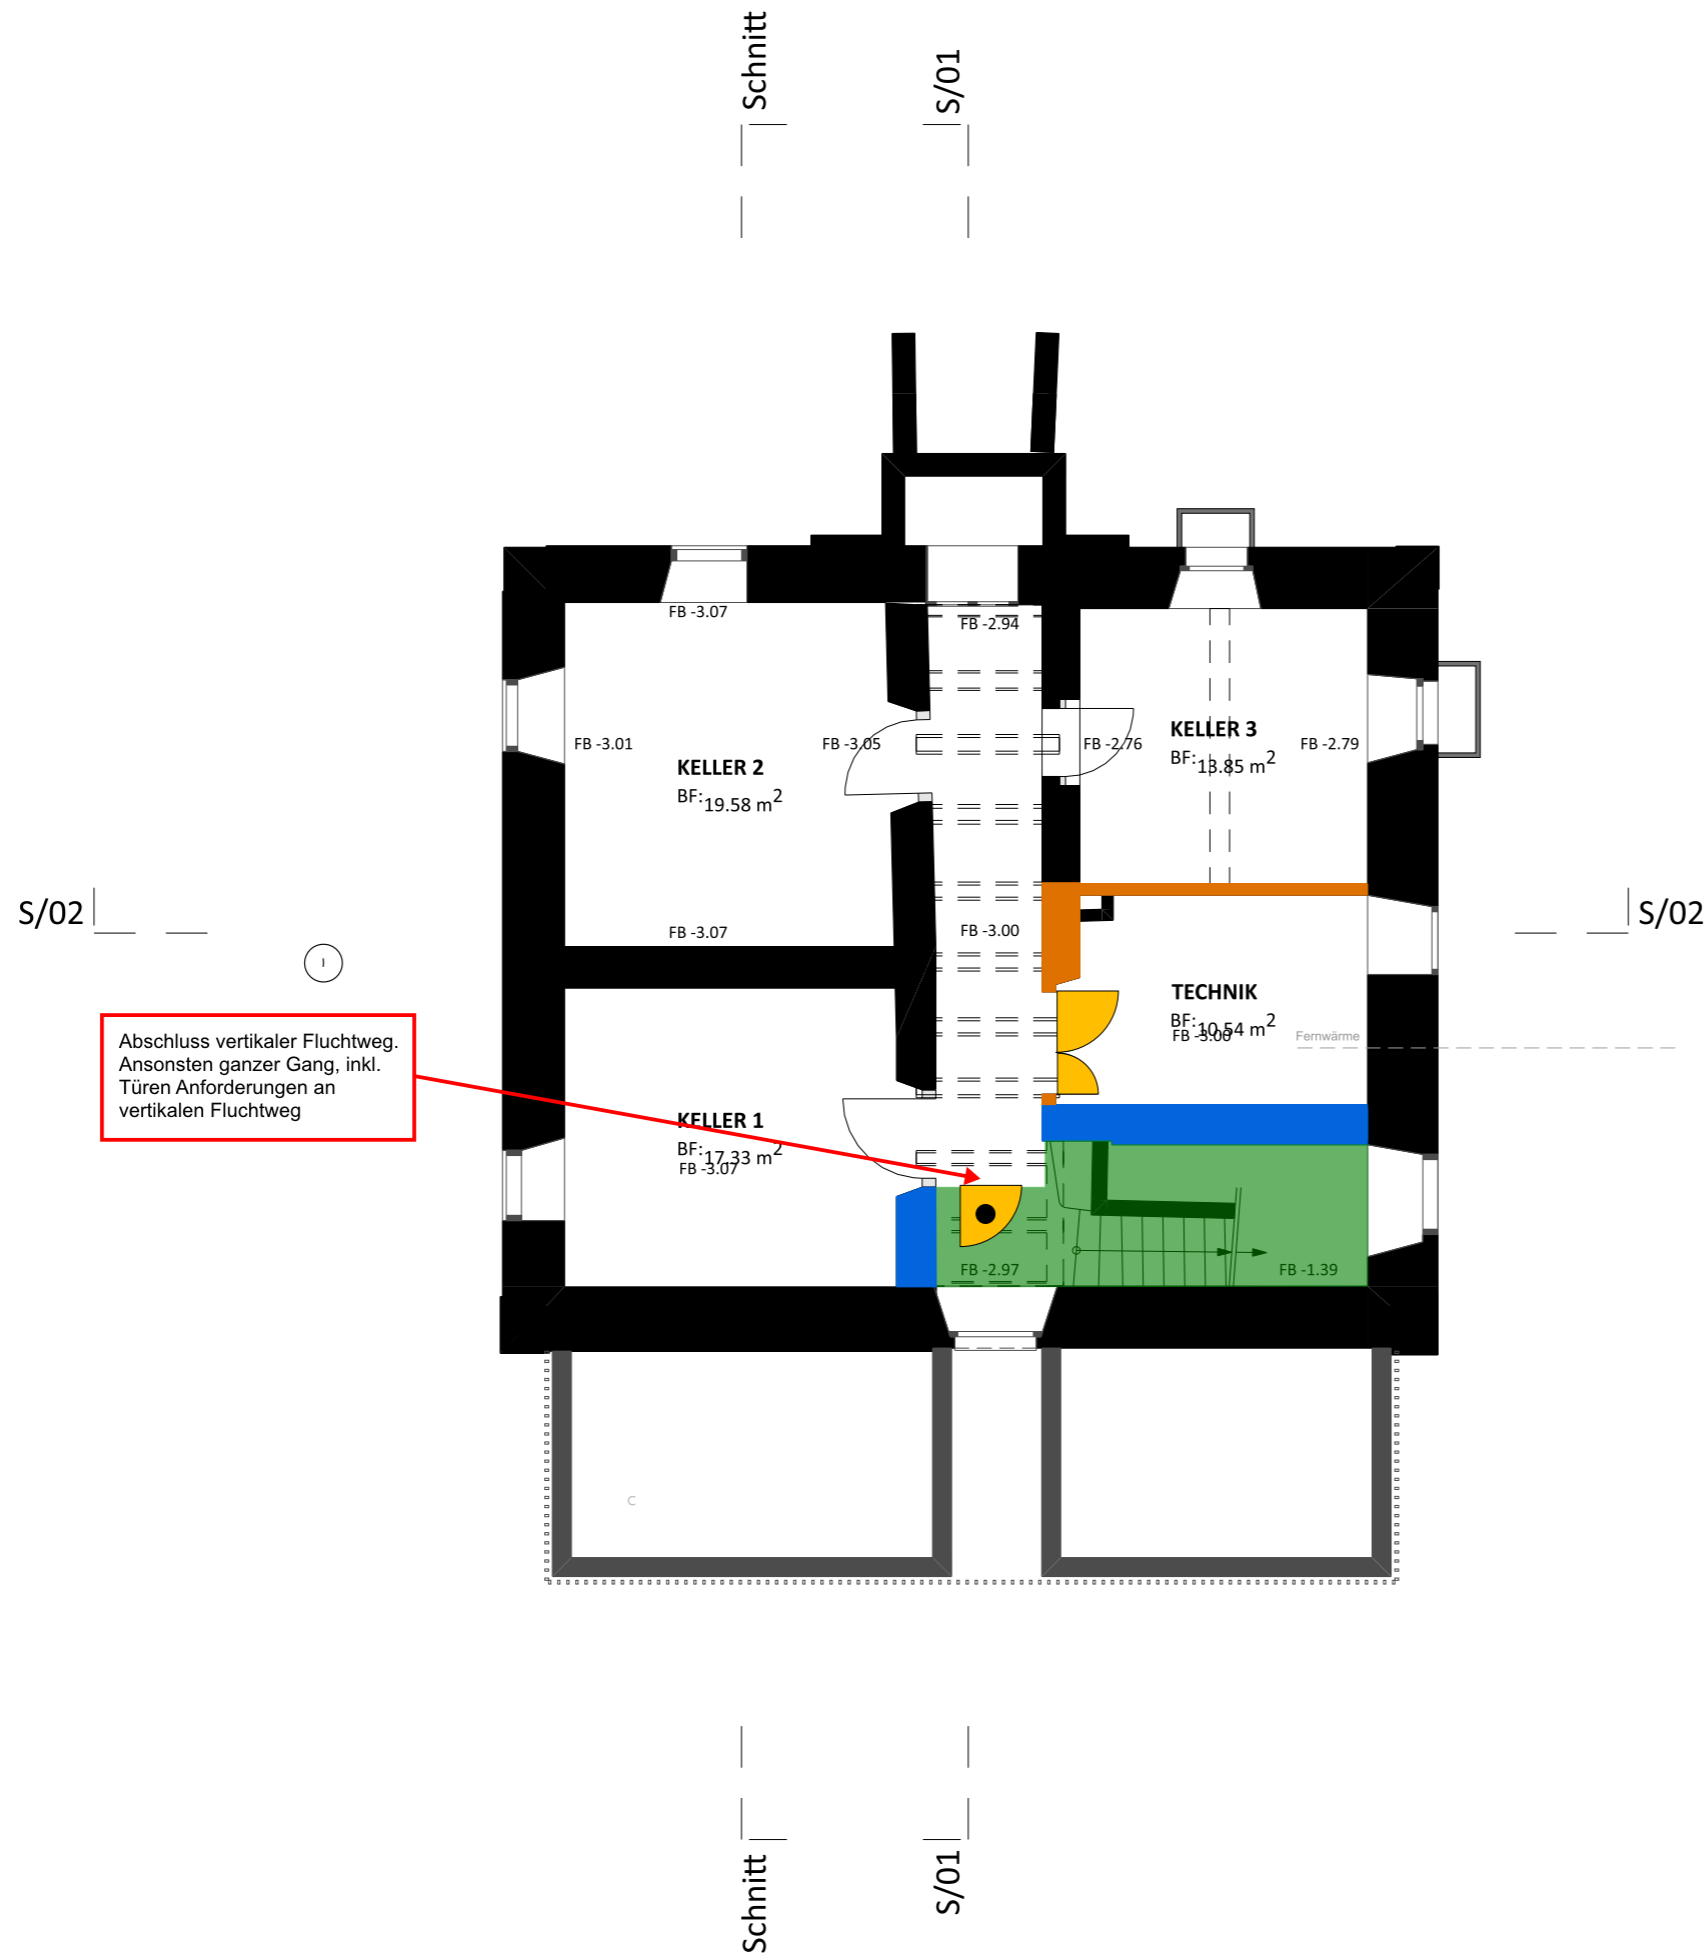 Schnitt
S/01
FB -3.07
FB -2.94
FB -3.01
FB -3.05
FB -2.76
FB -2.79
KELLER 3
BF: 13.85 m2
KELLER 2
BF: 19.58 m2
S/02
S/02
FB -3.07
FB -3.00
I
TECHNIK
BF: 10.54 m2
FB -3.00
Fernwärme
Abschluss vertikaler Fluchtweg.
Ansonsten ganzer Gang, inkl.
Türen Anforderungen an
vertikalen Fluchtweg
KELLER 1
BF: 17.33 m2
FB -3.07
FB -2.97
FB -1.39
C
Schnitt
S/01